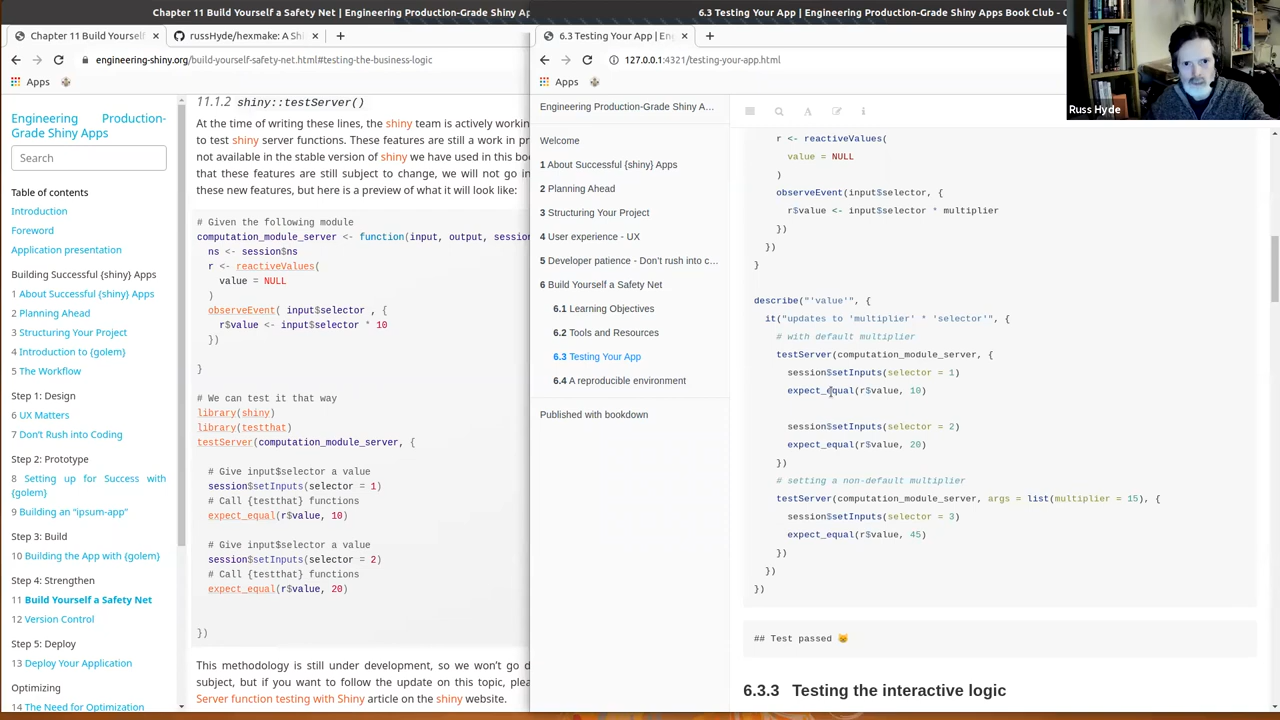 Chapter 11 Build Yourself a Safety Net | Engineering Production-Grade Shiny Ap
Chapter 11 Build Yourself
russHyde/hexmake: A Shi
engineering-shiny.org/build-yourself-safety-net.html#testing-the-business-logic
Apps
Engineering Production-
Grade Shiny Apps
Search
Table of contents
Introduction
Foreword
Application presentation
Building Successful {shiny} Apps
1 About Successful {shiny} Apps
2 Planning Ahead
3 Structuring Your Project
4 Introduction to {golem}
5 The Workflow
Step 1: Design
6 UX Matters
7 Don't Rush into Coding
Step 2: Prototype
8 Setting up for Success with
{golem}
9 Building an "ipsum-app"
Step 3: Build
10 Building the App with {golem}
Step 4: Strengthen
11 Build Yourself a Safety Net
12 Version Control
Step 5: Deploy
13 Deploy Your Application
Optimizing
14 The Need for Optimization
11.1.2 shiny::testServer()
At the time of writing these lines, the shiny team is actively workin
to test shiny server functions. These features are still a work in pr
not available in the stable version of shiny we have used in this boo
that these features are still subject to change, we will not go in
these new features, but here is a preview of what it will look like:
# Given the following module
computation_module_server <- function(input, output, session
ns <- session$ns
r <- reactiveValues(
value = NULL
)
observeEvent( input$selector , {
r$value <- input$selector * 10
})
}
# We can test it that way
library(shiny)
library(testthat)
testServer(computation_module_server, {
# Give input$selector a value
session$setInputs(selector = 1)
# Call {testthat} functions
expect_equal(r$value, 10)
# Give input$selector a value
session$setInputs(selector = 2)
# Call {testthat} functions
expect_equal(r$value, 20)
})
This methodology is still under development, so we won't go d
subject, but if you want to follow the update on this topic, plea
Server function testing with Shiny article on the shiny website.
6.3 Testing Your App | Engineering Production-Grade Shiny Apps Book Club - G
6.3 Testing Your App | En
127.0.0.1:4321/testing-your-app.html
Apps
Engineering Production-Grade Shiny A...
Welcome
1 About Successful {shiny} Apps
2 Planning Ahead
3 Structuring Your Project
4 User experience - UX
5 Developer patience - Don't rush into c...
6 Build Yourself a Safety Net
6.1 Learning Objectives
6.2 Tools and Resources
6.3 Testing Your App
6.4 A reproducible environment
Published with bookdown
r <- reactiveValues(
value = NULL
)
observeEvent(input$selector, {
r$value <- input$selector * multiplier
})
})
}
describe("'value'", {
it("updates to 'multiplier' * 'selector'", {
# with default multiplier
testServer(computation_module_server, {
session$setInputs(selector = 1)
expect_equal(r$value, 10)
session$setInputs(selector = 2)
expect_equal(r$value, 20)
})
# setting a non-default multiplier
testServer(computation_module_server, args = list(multiplier = 15), {
session$setInputs(selector = 3)
expect_equal(r$value, 45)
})
})
})
## Test passed 😸
6.3.3 Testing the interactive logic
Russ Hyde